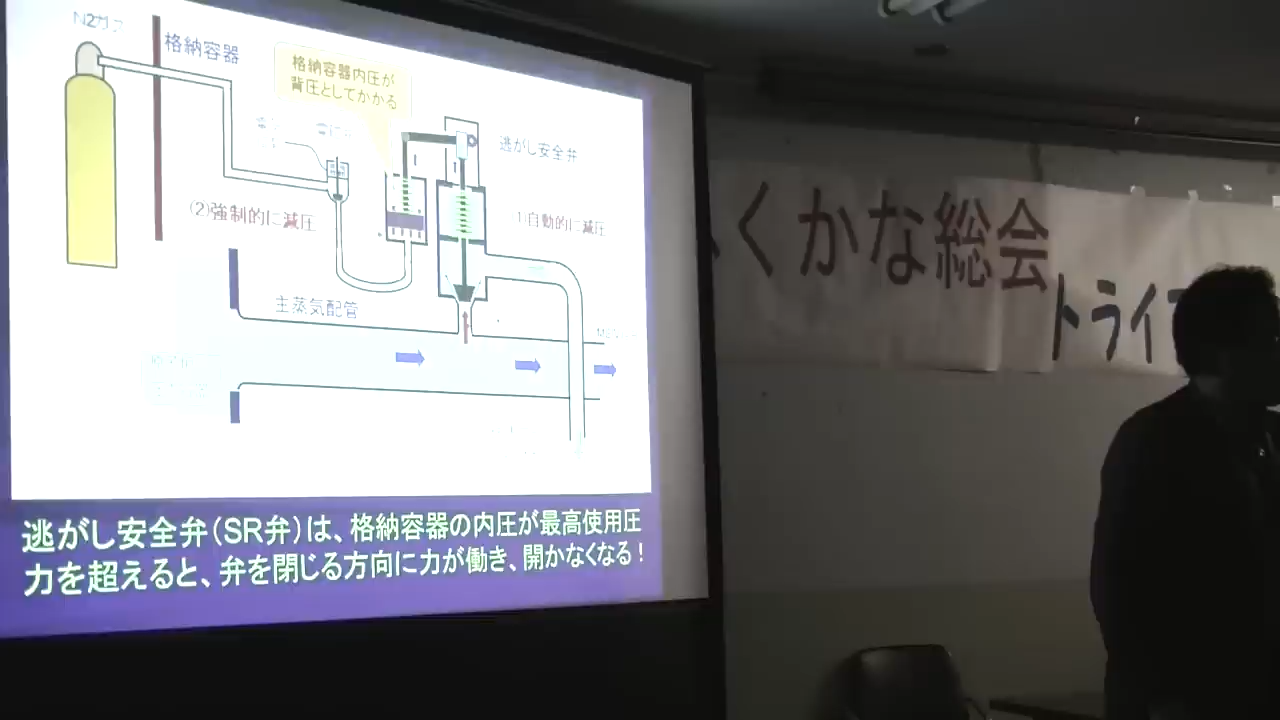 N2ガス
格納容器
格納容器内圧が
背圧としてかかる
逃がし安全弁
(2)強制的に減圧
1)自動的に減圧
主蒸気配管
逃がし安全弁(SR弁)は、格納容器の内圧が最高使用圧
力を超えると、弁を閉じる方向に力が働き、開かなくなる!
くかな総会
トライ